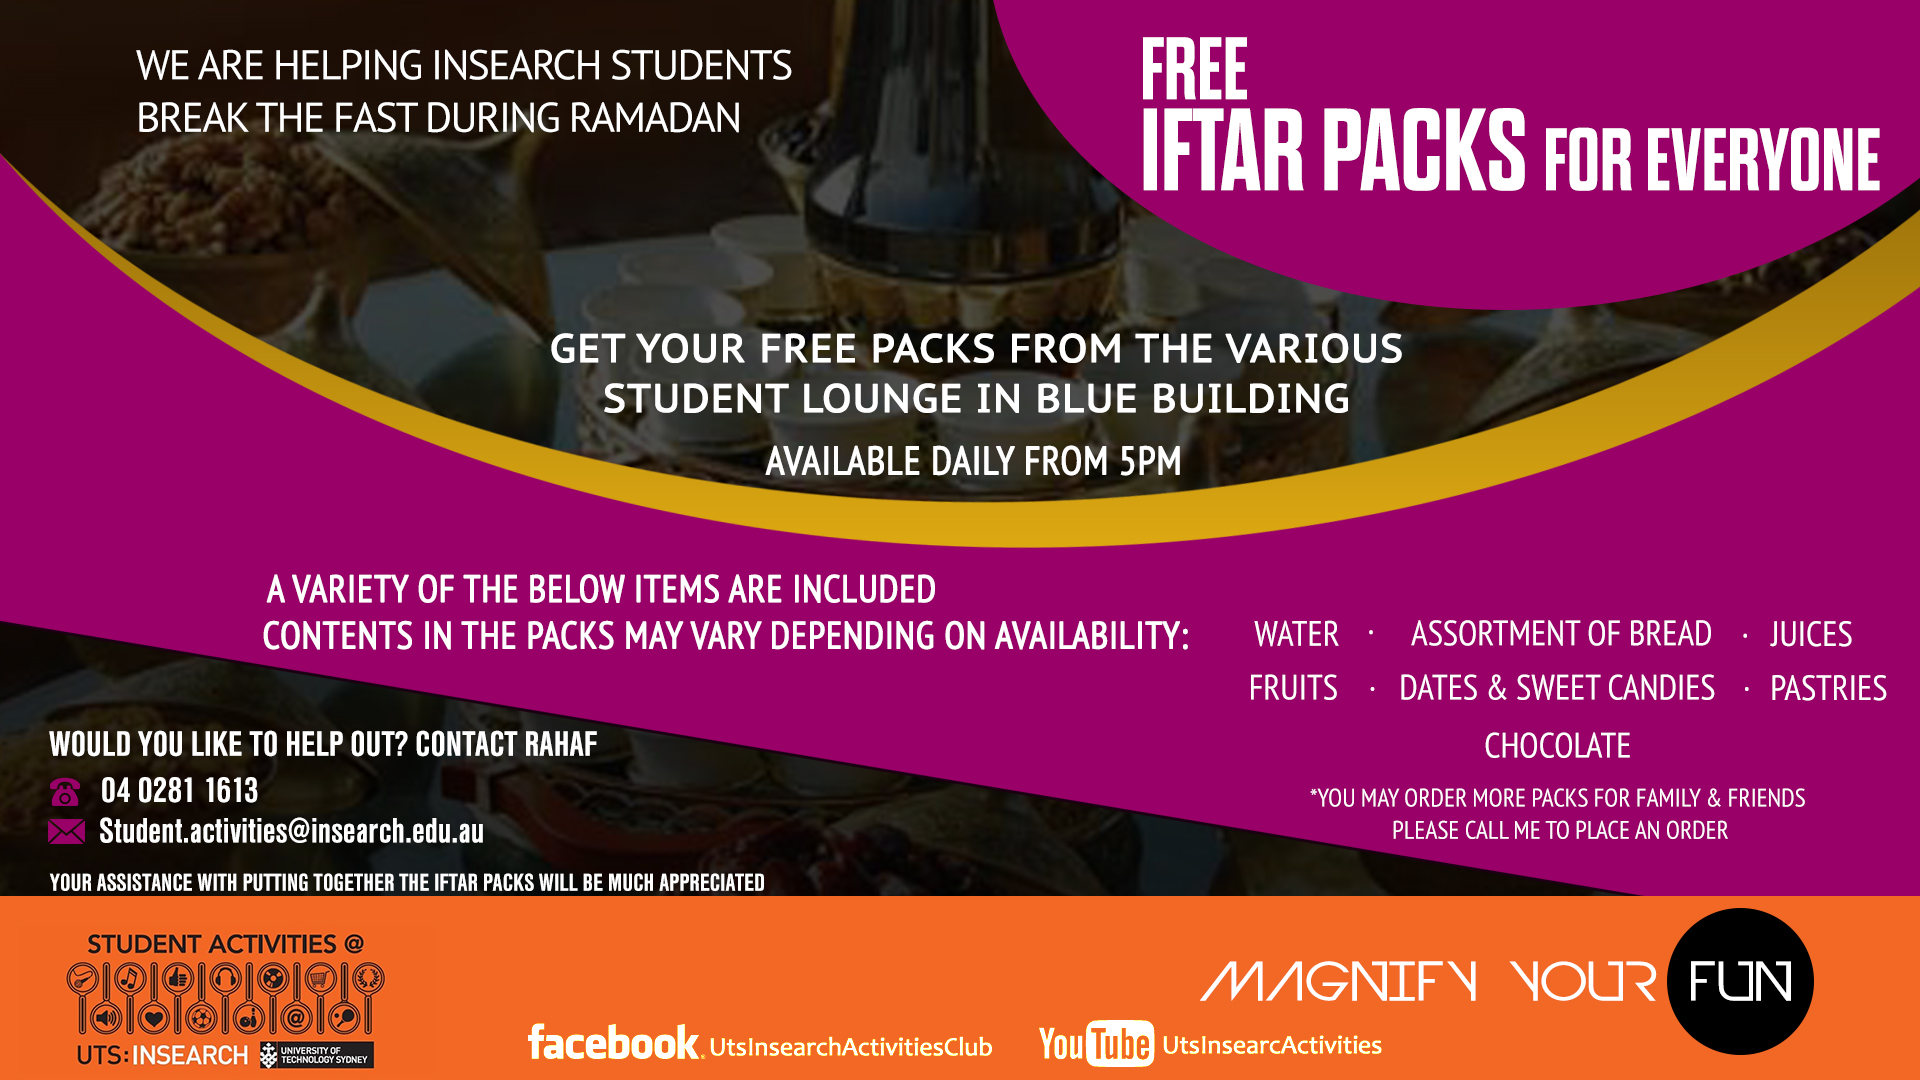 WE ARE HELPING INSEARCH STUDENTS
BREAK THE FAST DURING RAMADAN
FREE
IFTAR PACKS FOR EVERYONE
GET YOUR FREE PACKS FROM THE VARIOUS
STUDENT LOUNGE IN BLUE BUILDING
AVAILABLE DAILY FROM 5PM
A VARIETY OF THE BELOW ITEMS ARE INCLUDED
CONTENTS IN THE PACKS MAY VARY DEPENDING ON AVAILABILITY:
WATER · ASSORTMENT OF BREAD · JUICES
FRUITS · DATES & SWEET CANDIES · PASTRIES
CHOCOLATE
*YOU MAY ORDER MORE PACKS FOR FAMILY & FRIENDS
PLEASE CALL ME TO PLACE AN ORDER
WOULD YOU LIKE TO HELP OUT? CONTACT RAHAF
04 0281 1613
Student.activities@insearch.edu.au
YOUR ASSISTANCE WITH PUTTING TOGETHER THE IFTAR PACKS WILL BE MUCH APPRECIATED
STUDENT ACTIVITIES @
UTS:INSEARCH
UNIVERSITY OF
TECHNOLOGY SYDNEY
facebook. UtsInsearchActivitiesClub
YouTube UtsInsearcActivities
MAGNIFY YOUR FUN